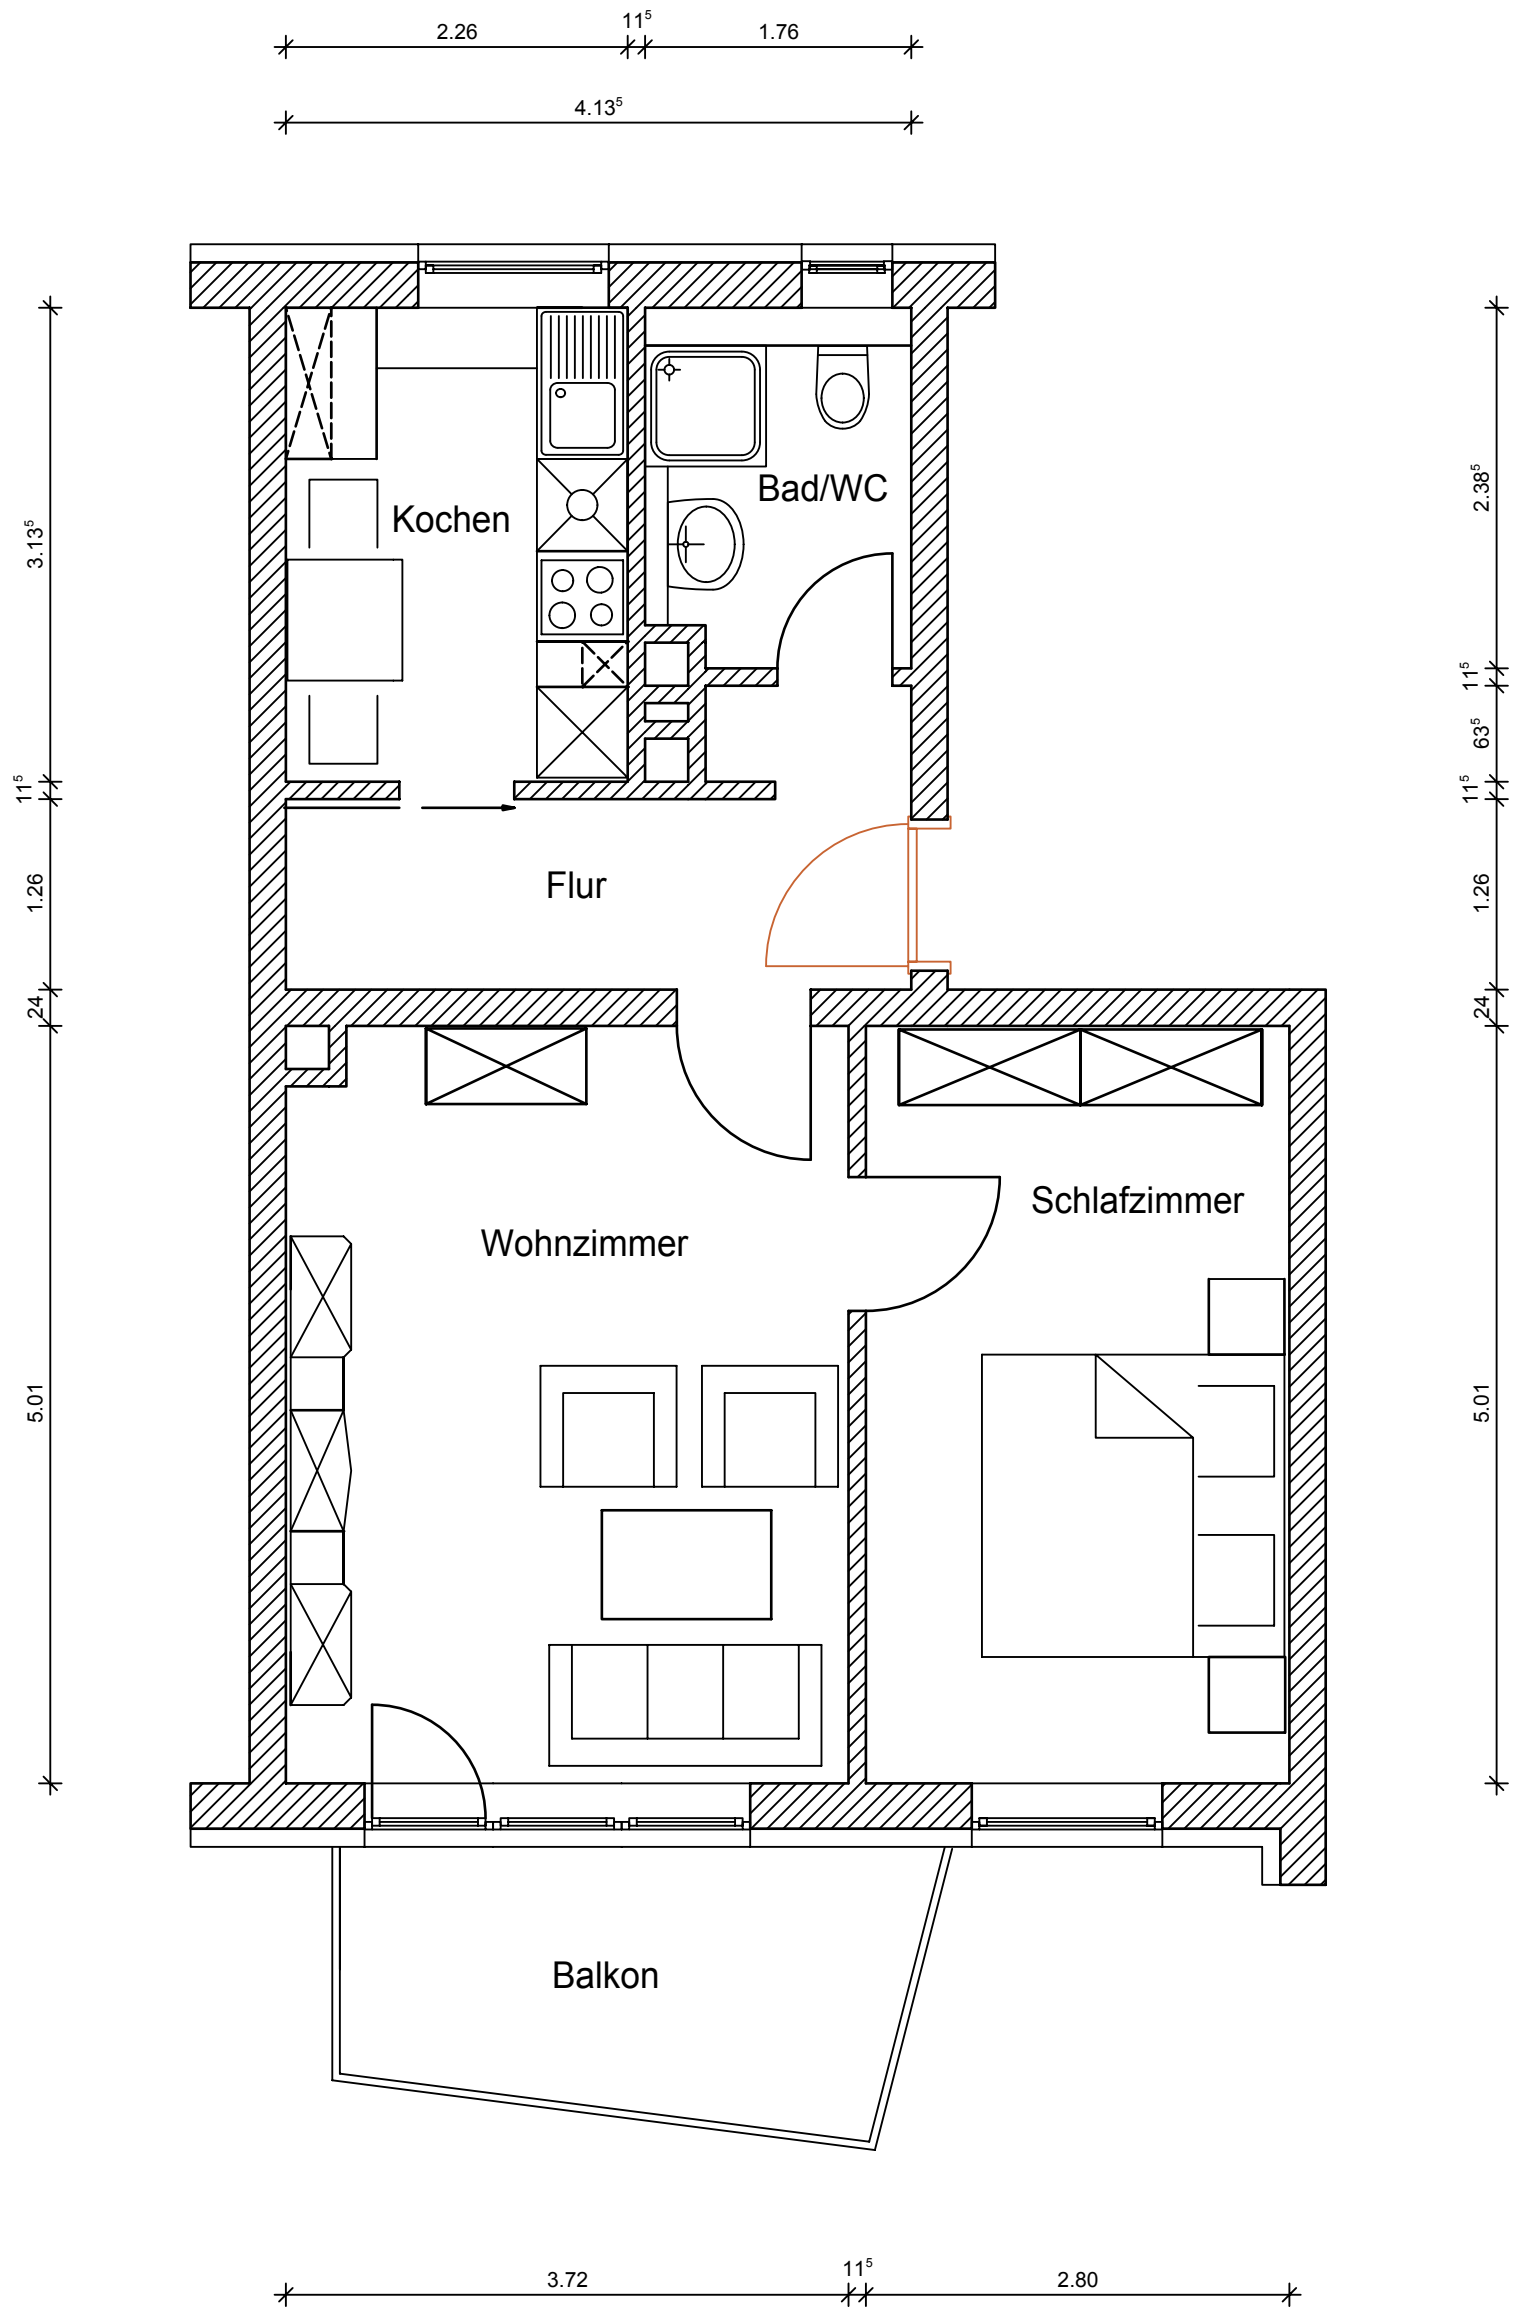 2.26 11⁵ 1.76
4.13⁵
Kochen
Bad/WC
Flur
Wohnzimmer
Schlafzimmer
Balkon
3.13⁵
11⁵
1.26
24
5.01
2.38⁵
11⁵
63⁵
11⁵
1.26
24
5.01
3.72 11⁵ 2.80